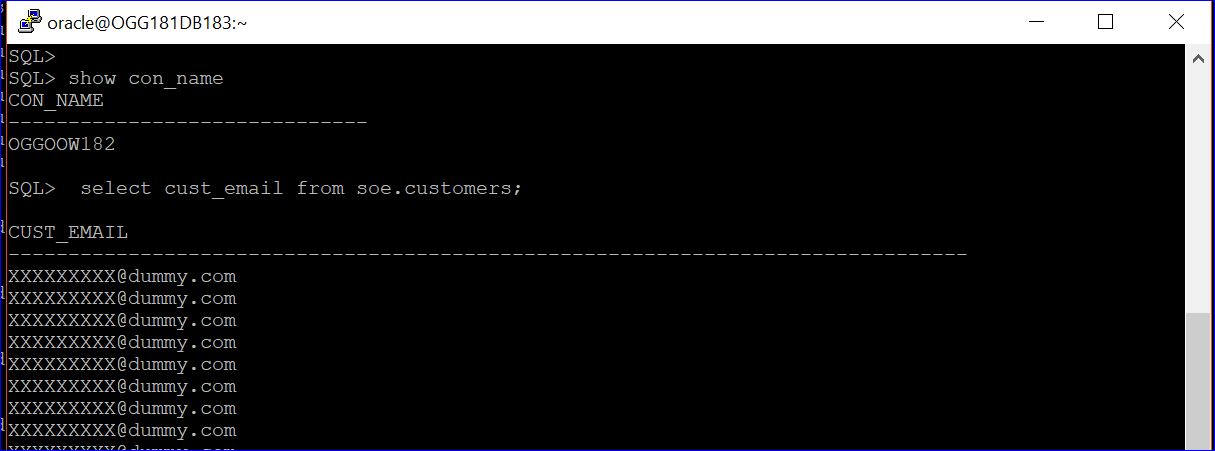 oracle@OGG181DB183:~
SQL>
SQL> show con_name
CON_NAME
------------------------------
OGGOOW182
SQL>  select cust_email from soe.customers;
CUST_EMAIL
--------------------------------------------------------------------------------
XXXXXXXXX@dummy.com
XXXXXXXXX@dummy.com
XXXXXXXXX@dummy.com
XXXXXXXXX@dummy.com
XXXXXXXXX@dummy.com
XXXXXXXXX@dummy.com
XXXXXXXXX@dummy.com
XXXXXXXXX@dummy.com